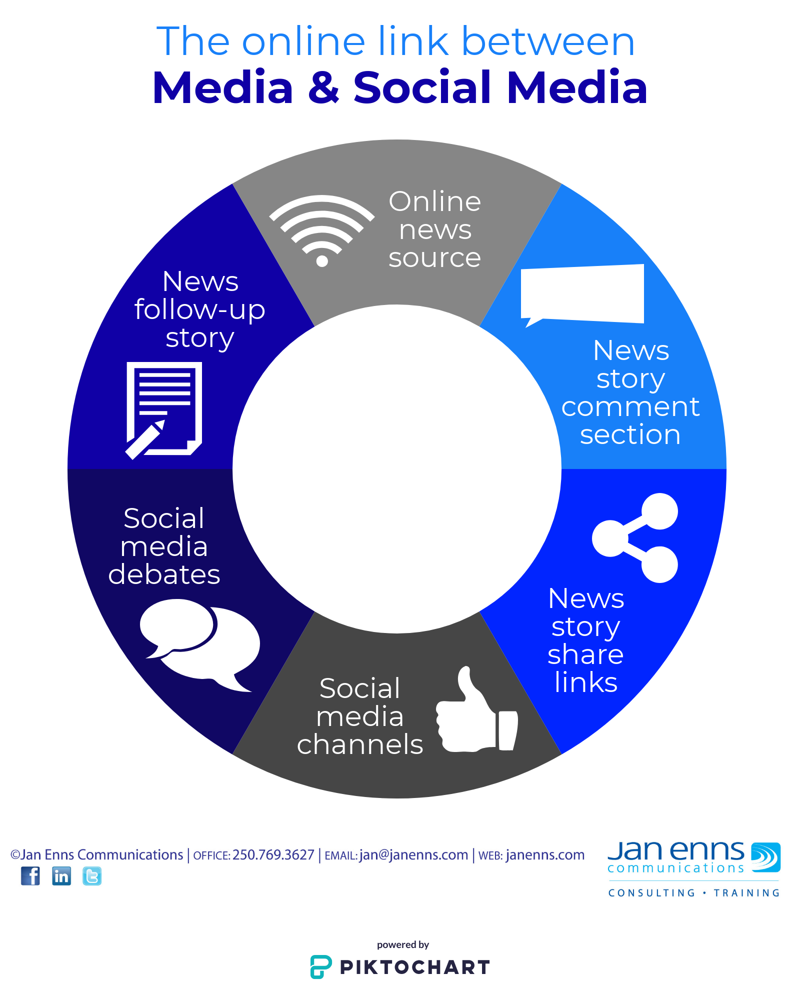 The online link between
Media & Social Media
Online
news
source
News
story
comment
section
News
story
share
links
Social
media
channels
Social
media
debates
News
follow-up
story
©Jan Enns Communications | OFFICE: 250.769.3627 | EMAIL: jan@janenns.com | WEB: janenns.com
f in t
jan enns
communications
CONSULTING • TRAINING
powered by
PIKTOCHART